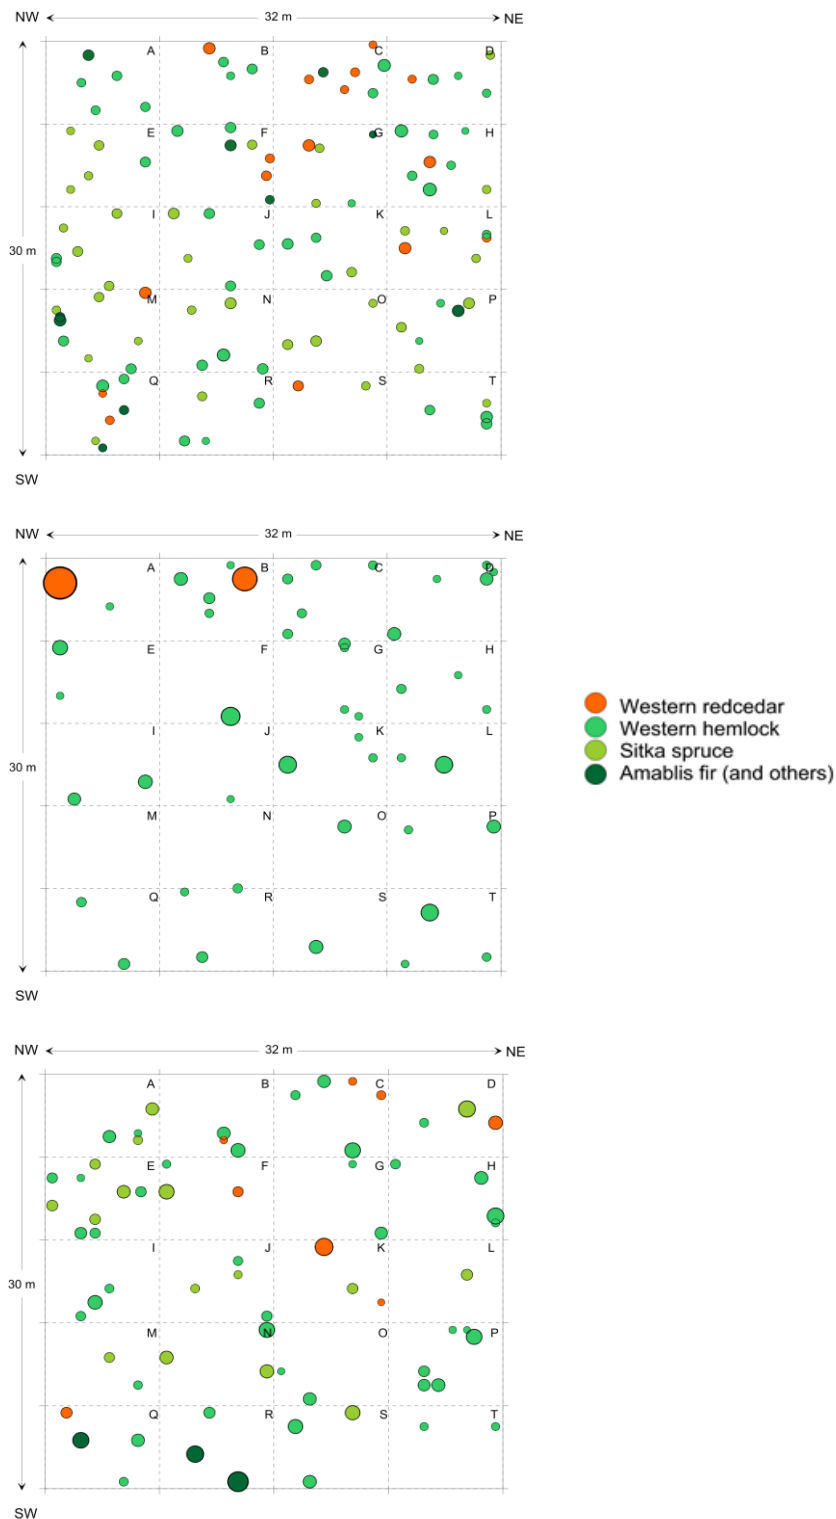 NW 32 m NE
A B C D
E F G H
I J K L
30 m
M N O P
Q R S T
SW
NW 32 m NE
A B C D
E F G H
Western redcedar
Western hemlock
I J K L
Sitka spruce
30 m
Amablis fir (and others)
M N O P
Q R S T
SW
NW 32 m NE
A B C D
E F G H
I J K L
30 m
M N O P
Q R S T
SW